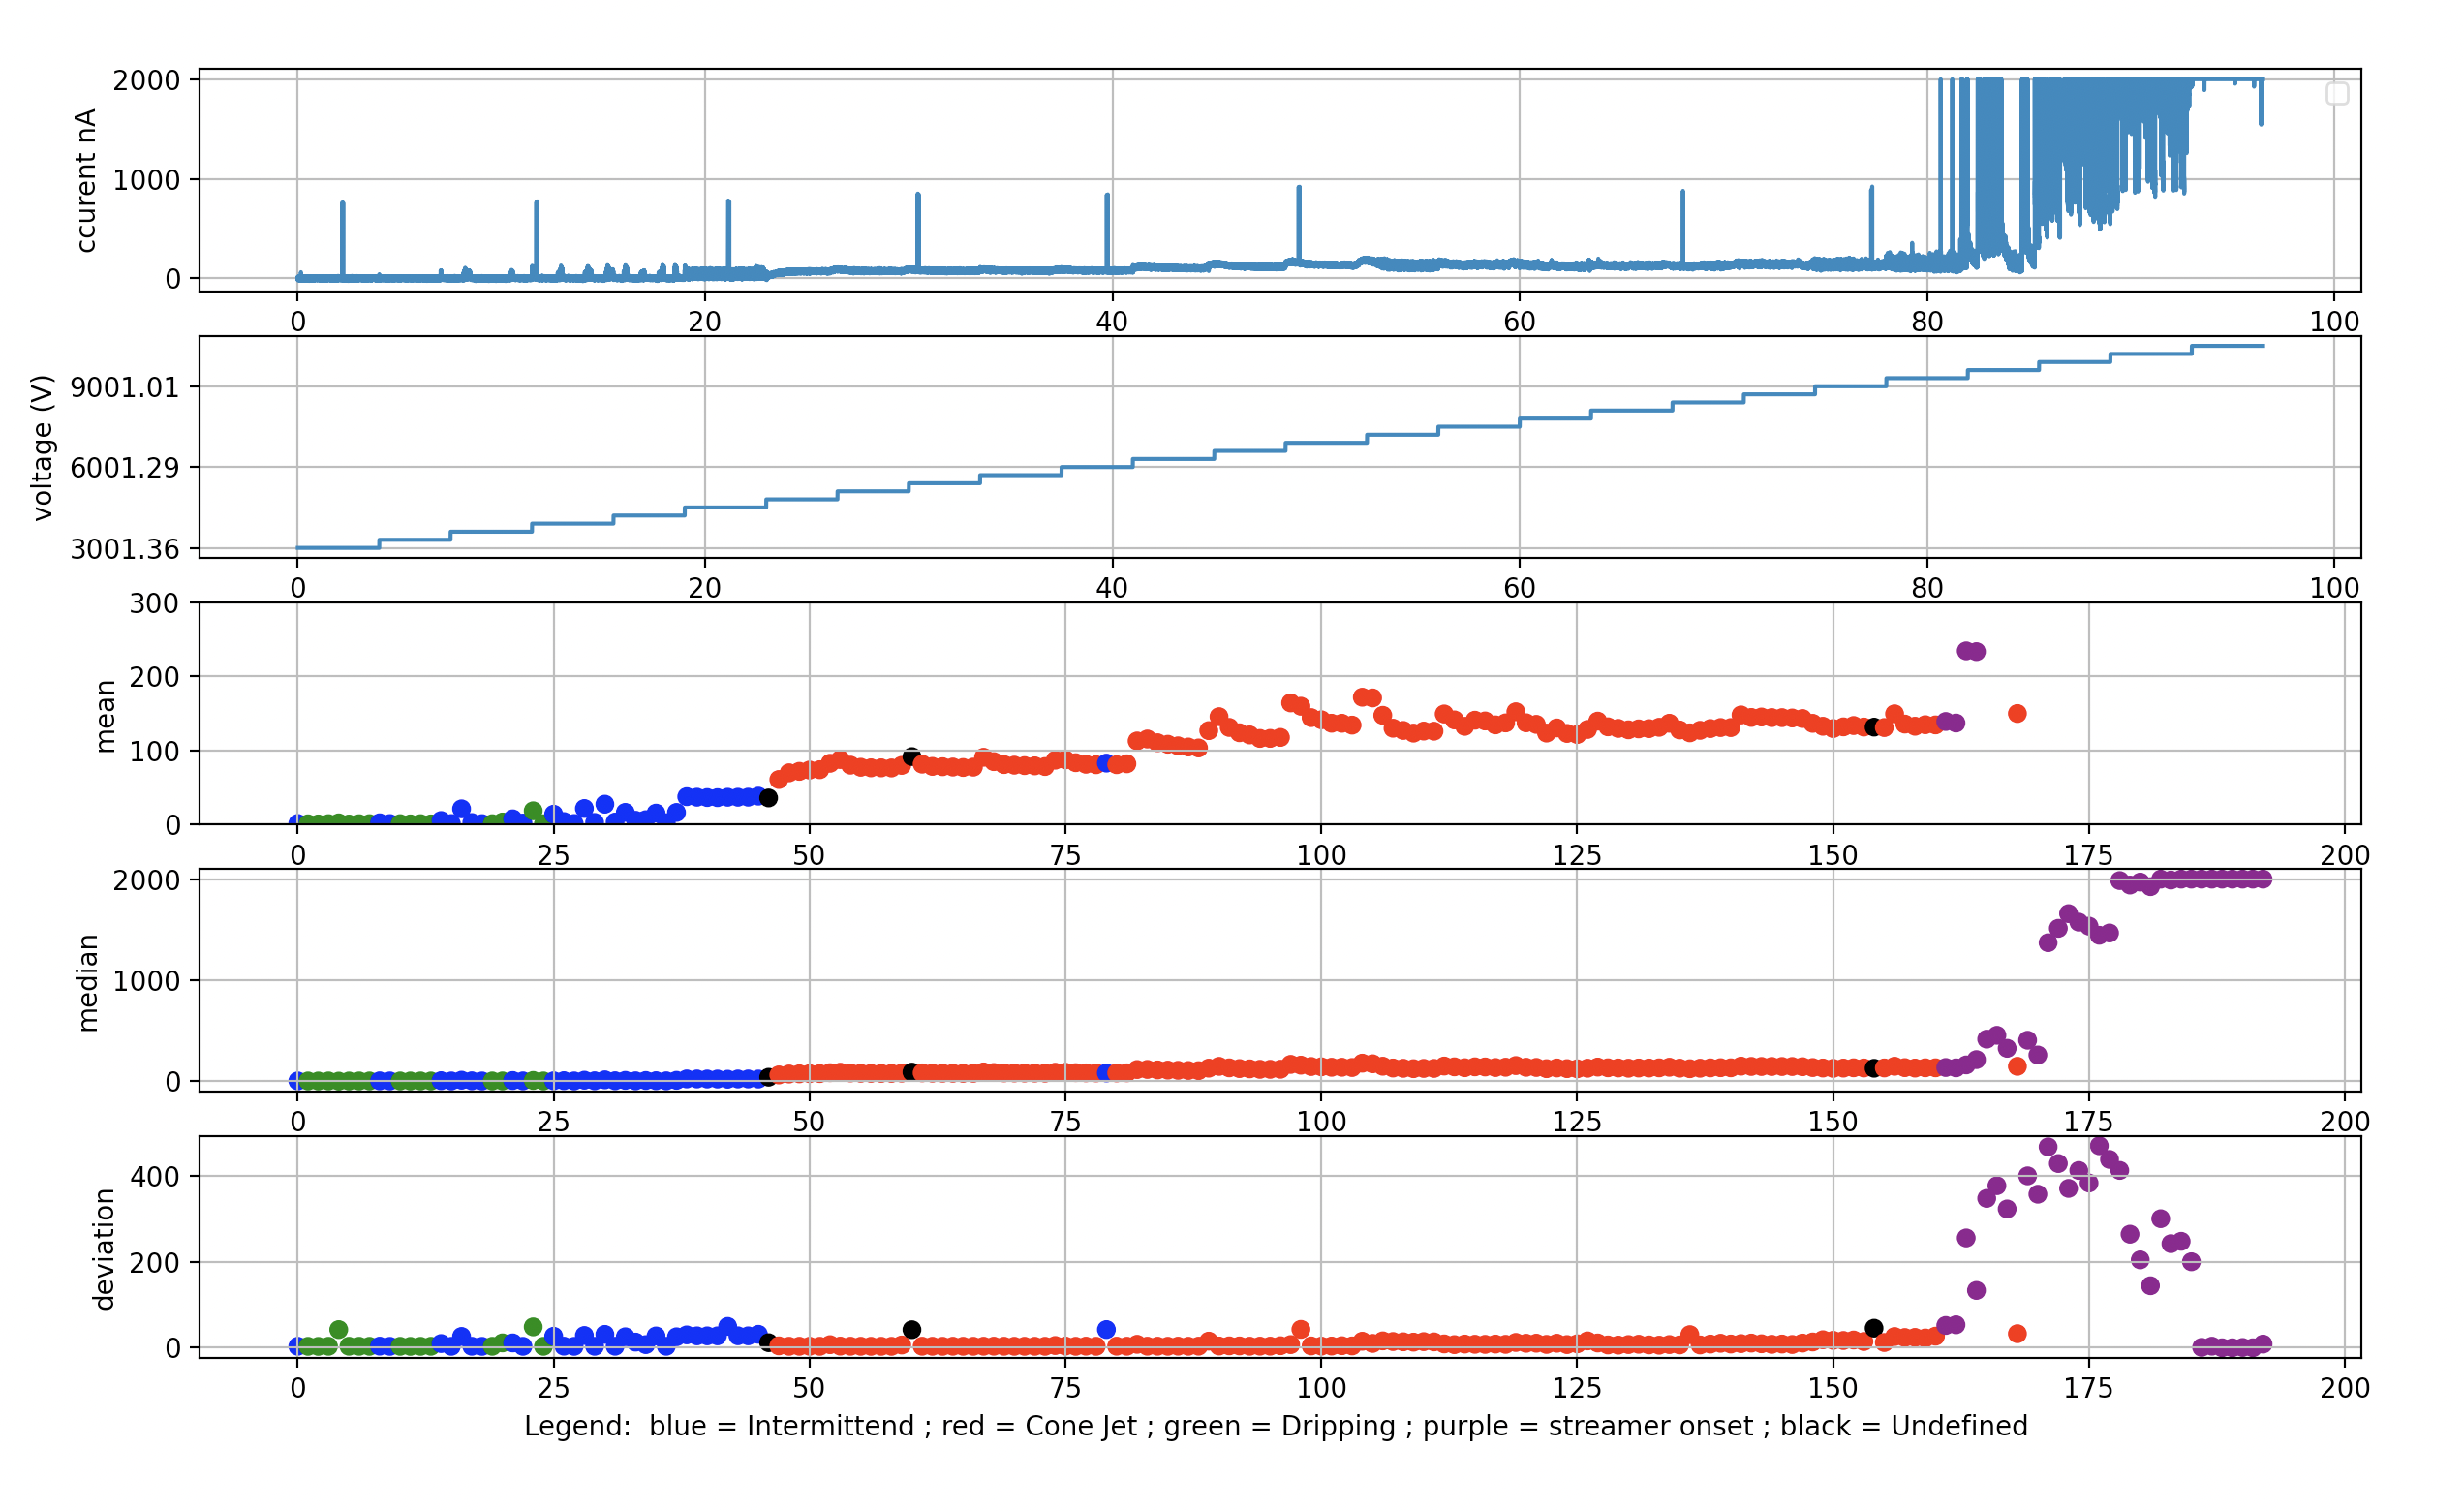 2000
1000
0
ccurent nA
0 20 40 60 80 100
9001.01
6001.29
3001.36
voltage (V)
0 20 40 60 80 100
300
200
100
0
mean
0 25 50 75 100 125 150 175 200
2000
1000
0
median
0 25 50 75 100 125 150 175 200
400
200
0
deviation
0 25 50 75 100 125 150 175 200
Legend:  blue = Intermittend ; red = Cone Jet ; green = Dripping ; purple = streamer onset ; black = Undefined